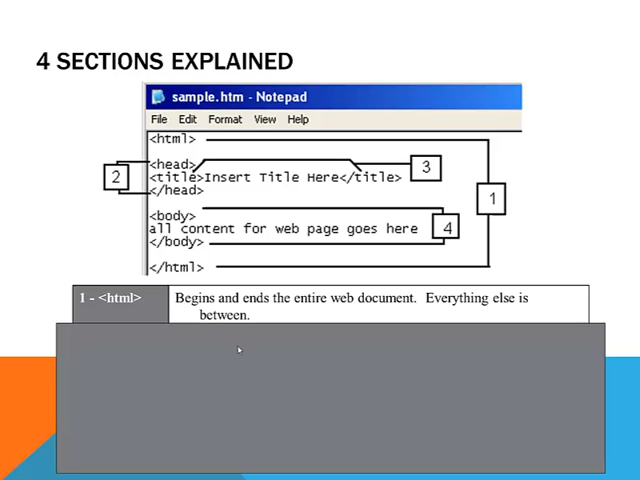 4 SECTIONS EXPLAINED
sample.htm - Notepad
File Edit Format View Help
<html>
<head>
3
2
<title>Insert Title Here</title>
</head>
1
<body>
all content for web page goes here
4
</body>
</html>
1 - <html>
Begins and ends the entire web document. Everything else is
between.